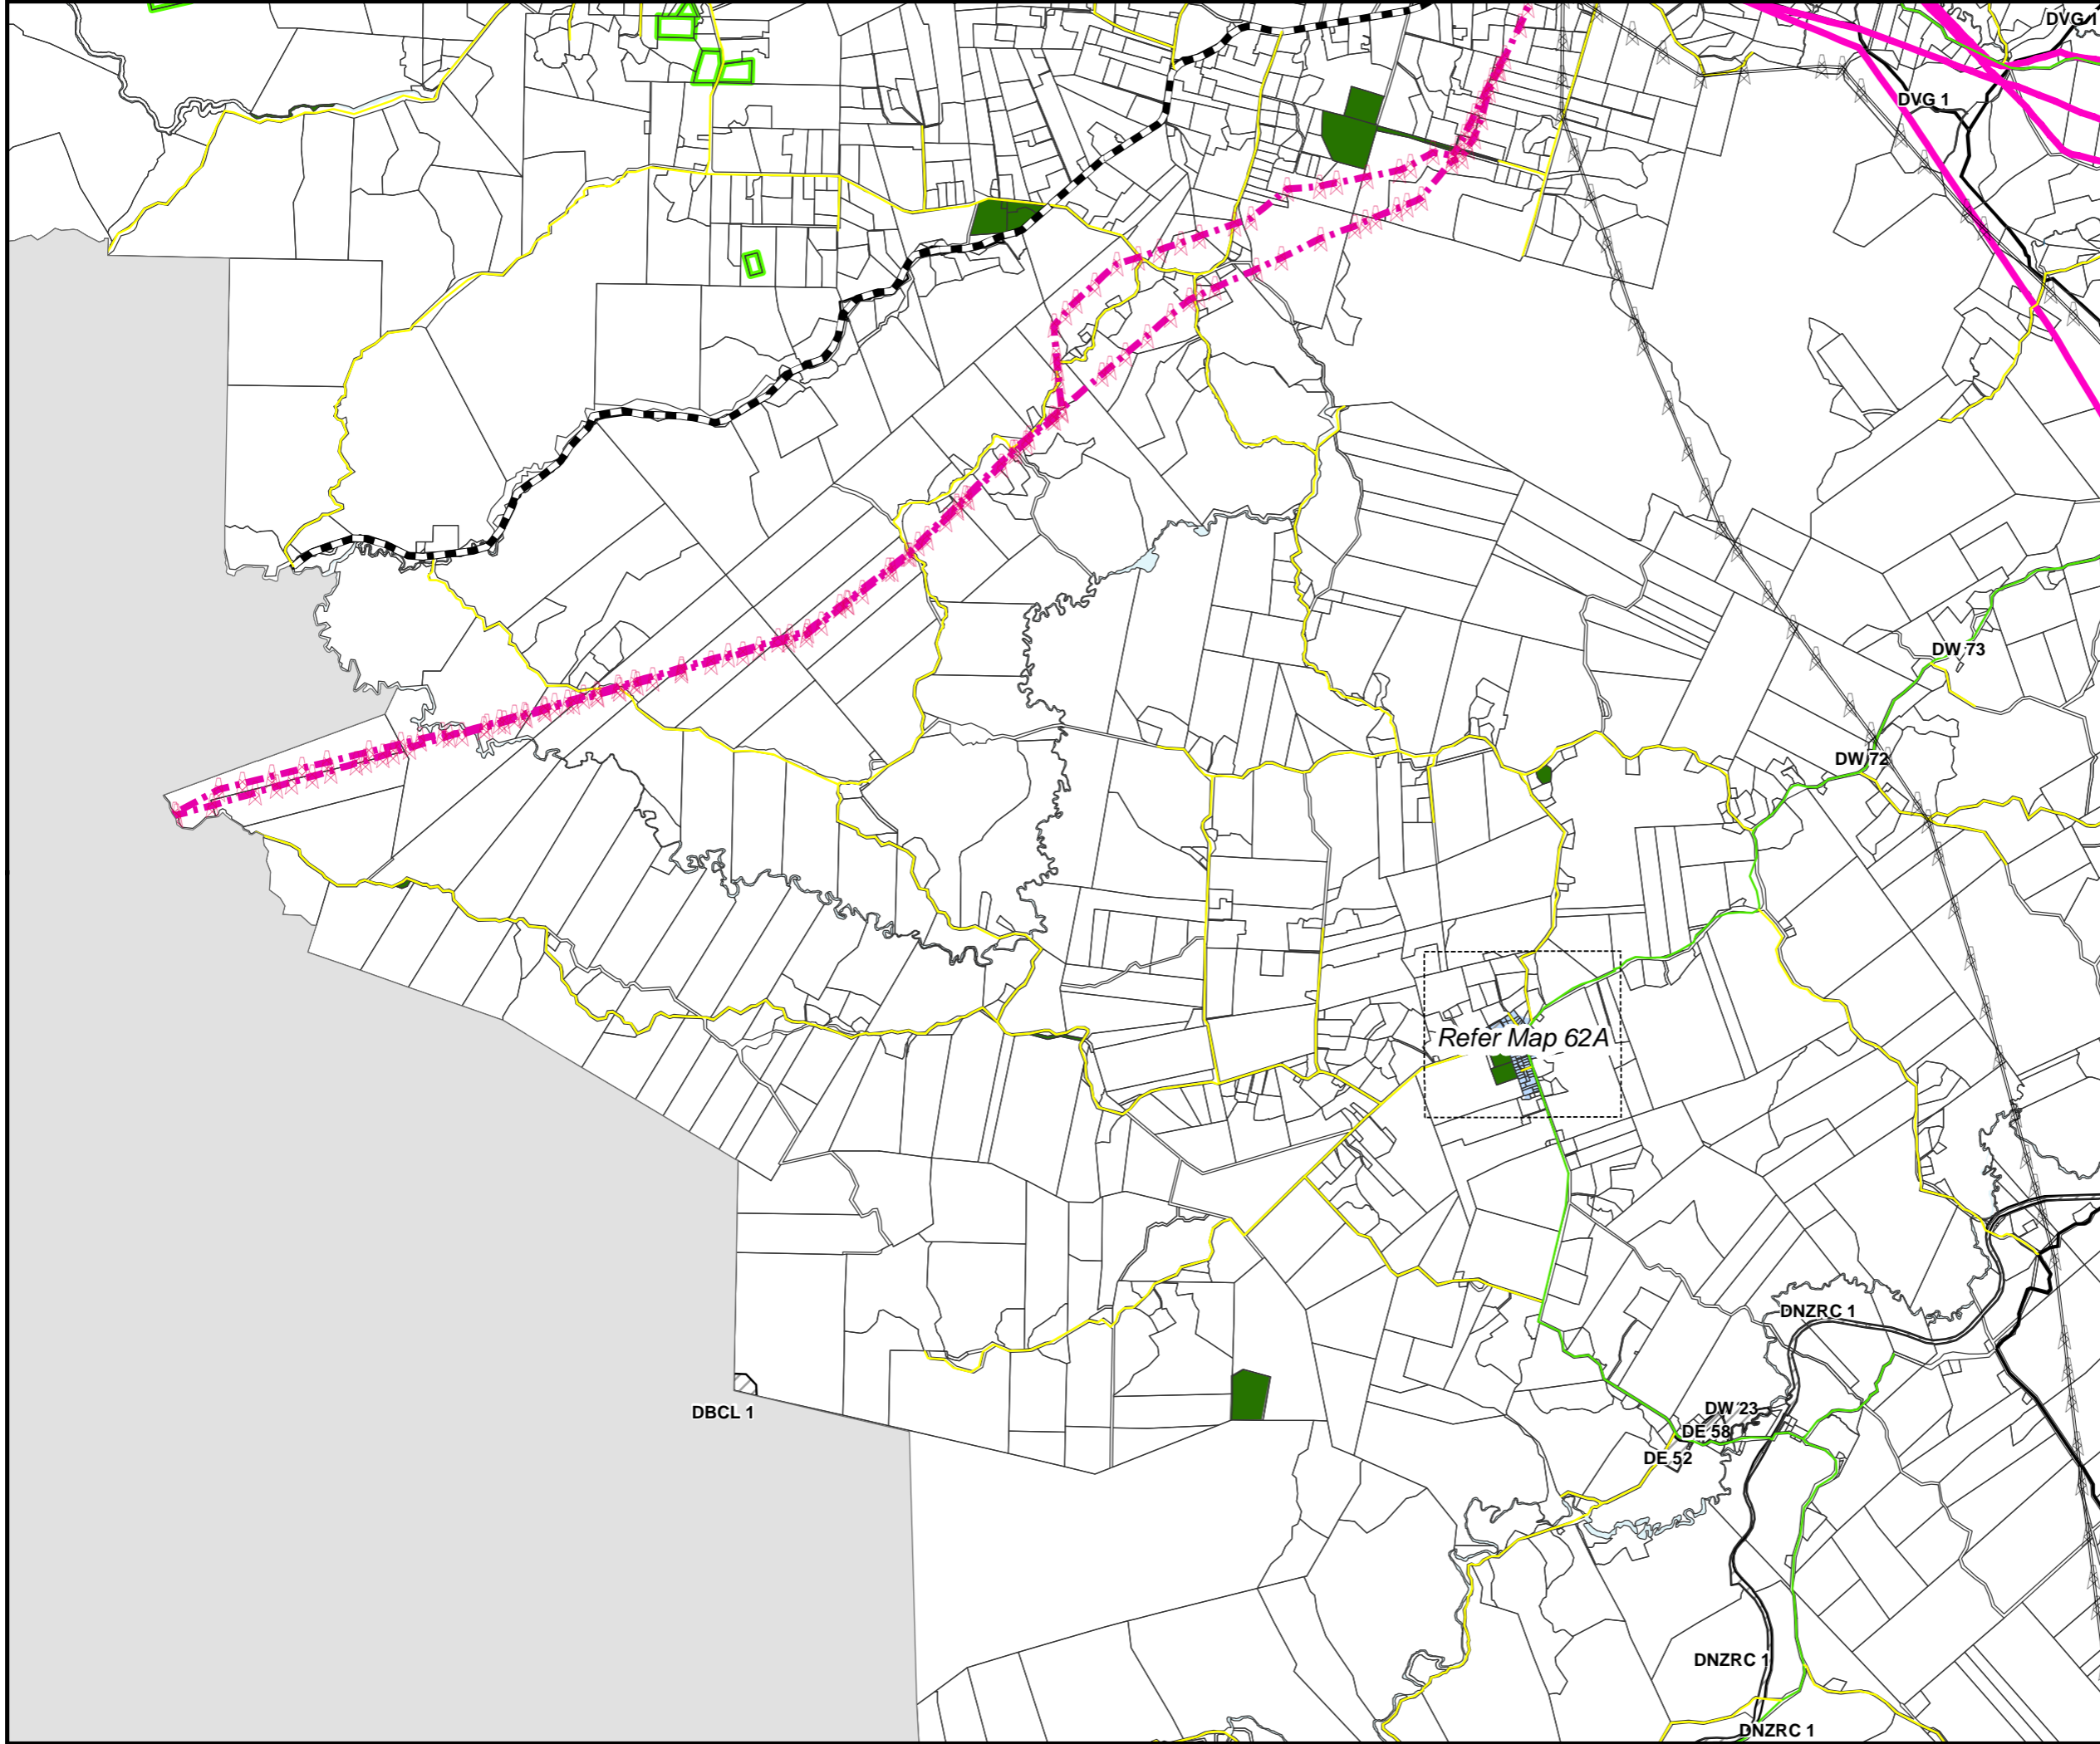 DVG 1
DVG 1
DW 73
DW 72
Refer Map 62A
DNZRC 1
DBCL 1
DW 23
DE 58
DE 52
DNZRC 1
DNZRC 1